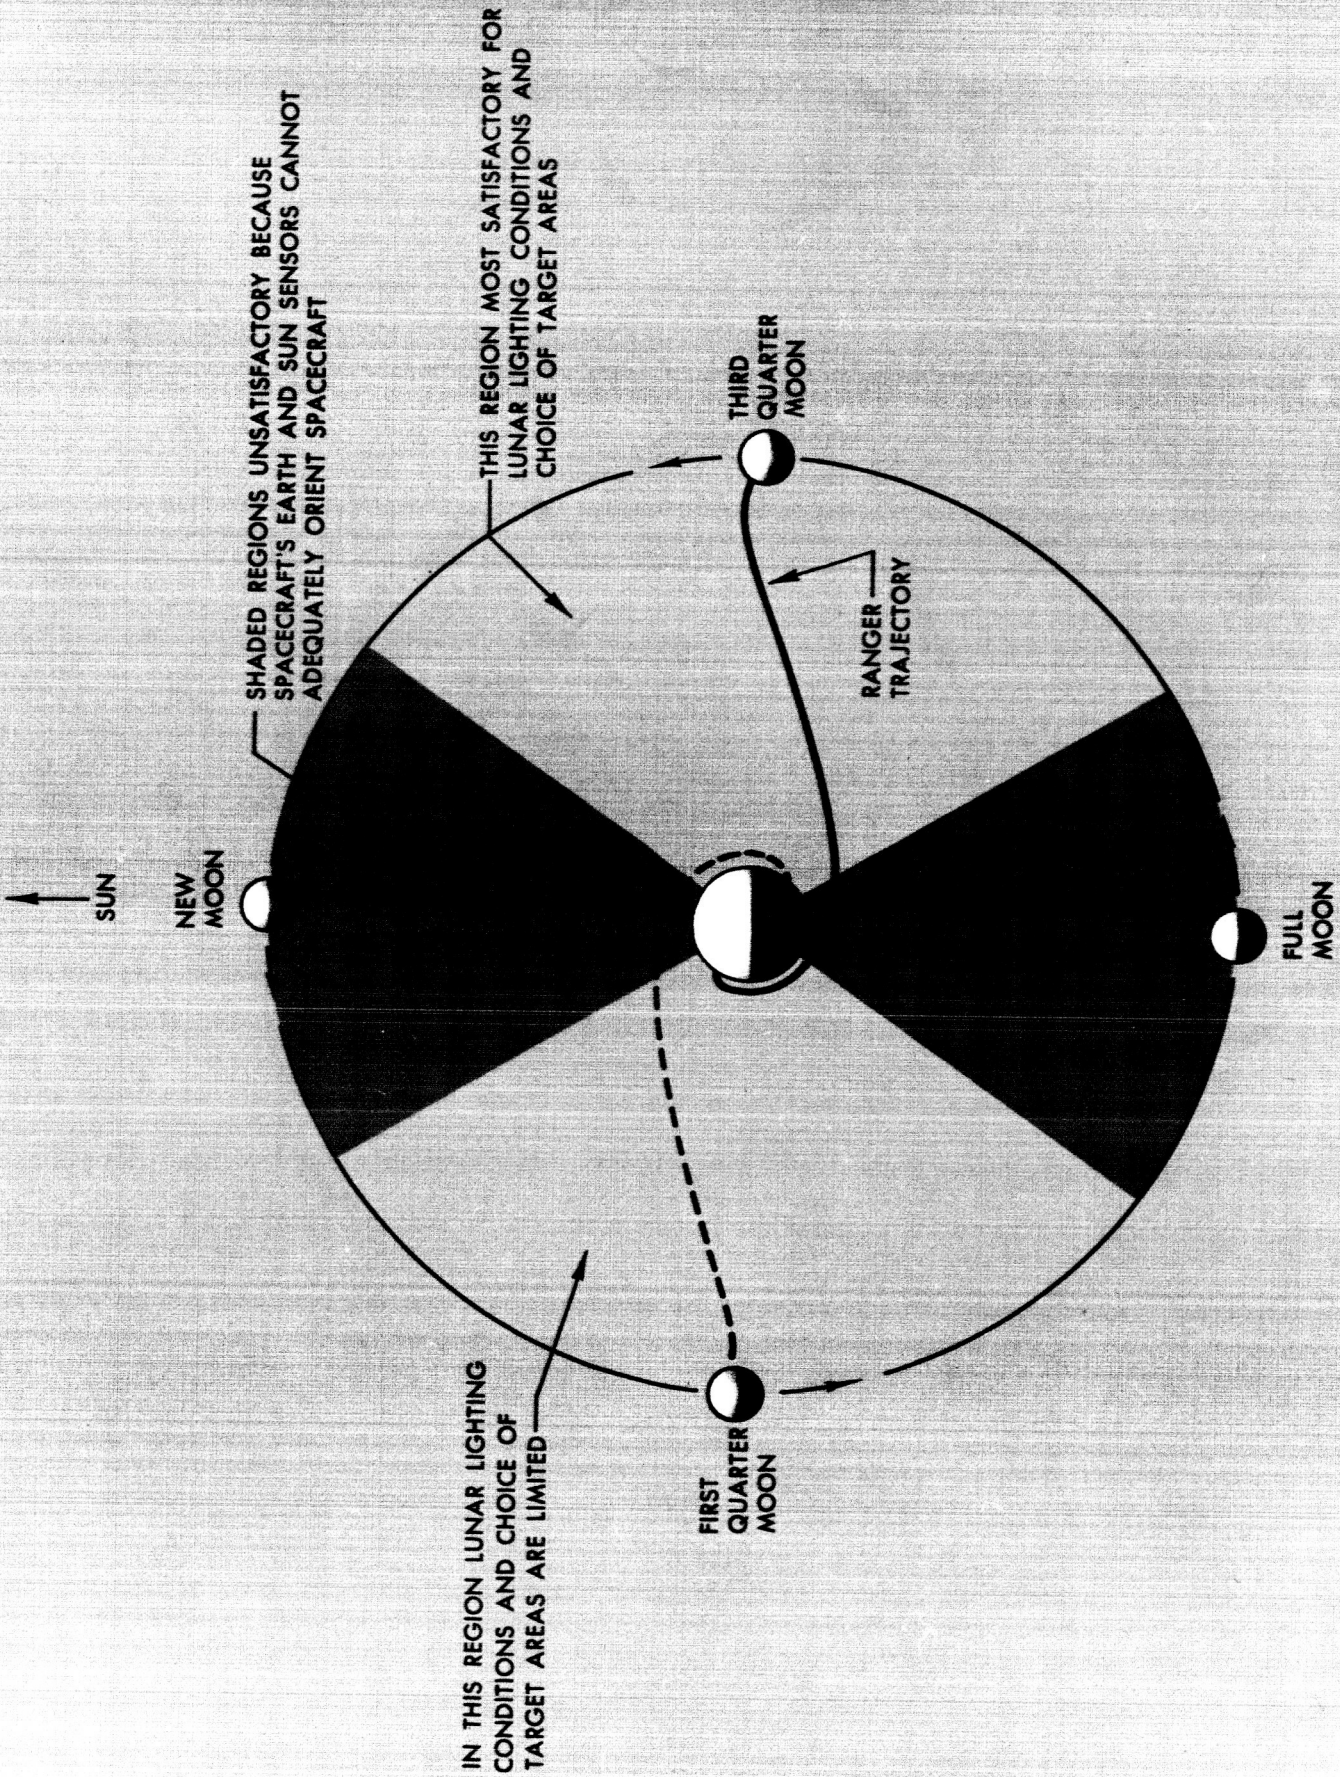 SUN
NEW
MOON
SHADED REGIONS UNSATISFACTORY BECAUSE
SPACECRAFT'S EARTH AND SUN SENSORS CANNOT
ADEQUATELY ORIENT SPACECRAFT
IN THIS REGION LUNAR LIGHTING
CONDITIONS AND CHOICE OF
TARGET AREAS ARE LIMITED
THIS REGION MOST SATISFACTORY FOR
LUNAR LIGHTING CONDITIONS AND
CHOICE OF TARGET AREAS
FIRST
QUARTER
MOON
THIRD
QUARTER
MOON
RANGER
TRAJECTORY
FULL
MOON